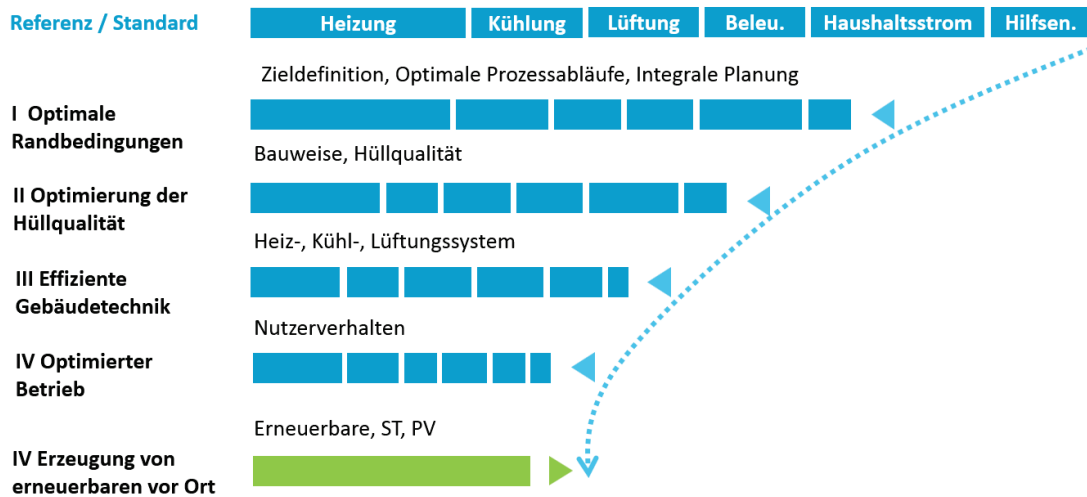 Referenz / Standard Heizung Kühlung Lüftung Beleu. Haushaltsstrom Hilfsen.
Zieldefinition, Optimale Prozessabläufe, Integrale Planung
I Optimale
Randbedingungen
Bauweise, Hüllqualität
II Optimierung der
Hüllqualität
Heiz-, Kühl-, Lüftungssystem
III Effiziente
Gebäudetechnik
Nutzerverhalten
IV Optimierter
Betrieb
Erneuerbare, ST, PV
IV Erzeugung von
erneuerbaren vor Ort